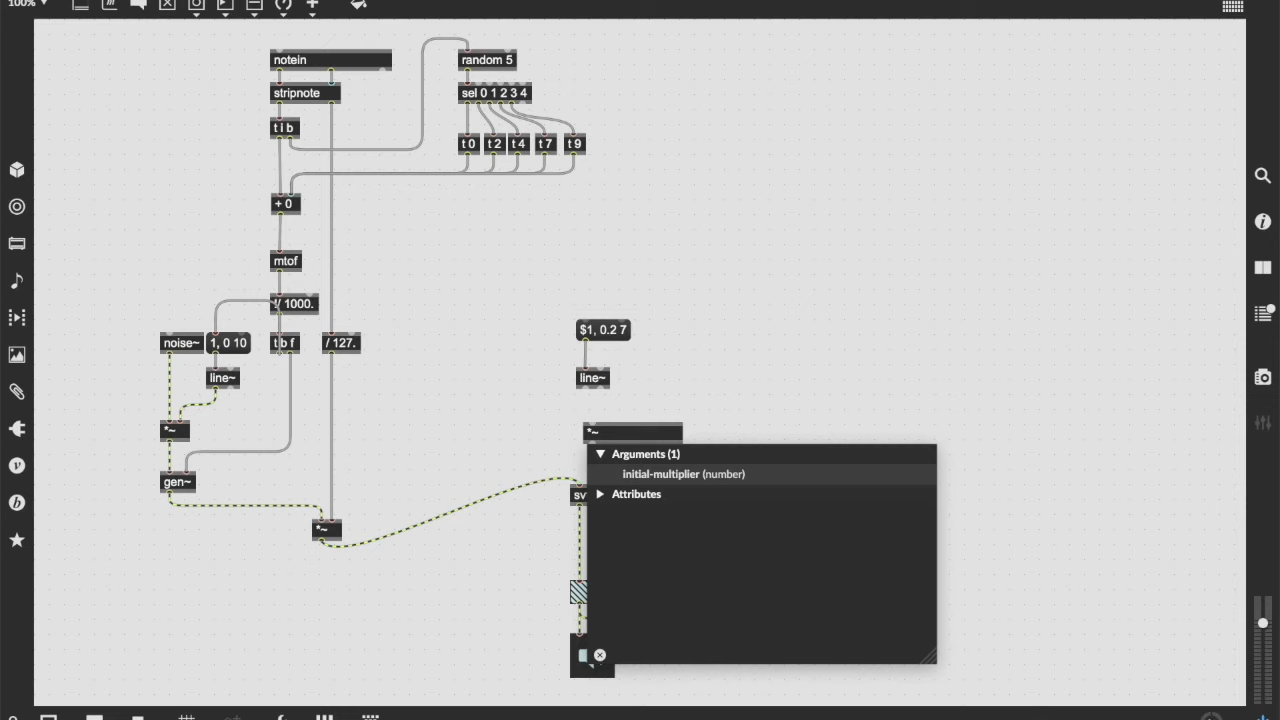 100%
notein
random 5
stripnote
sel 0 1 2 3 4
t i b
t 0
t 2
t 4
t 7
t 9
+ 0
mtof
!/ 1000.
$1, 0.2 7
noise~
1, 0 10
t b f
/ 127.
line~
line~
*~
*~
Arguments (1)
initial-multiplier (number)
gen~
sv
Attributes
*~